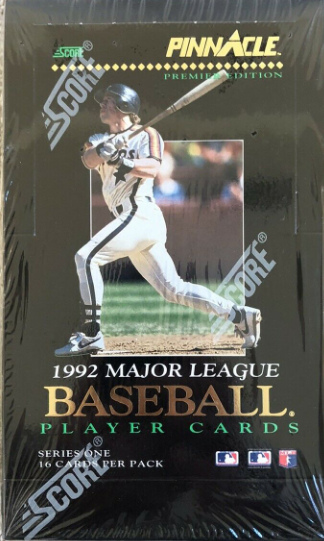 SCORE
PINNACLE
PREMIER EDITION
SCORE®
SCORE®
1992 MAJOR LEAGUE
BASEBALL.
PLAYER CARDS
SERIES ONE
16 CARDS PER PACK
SCORE®